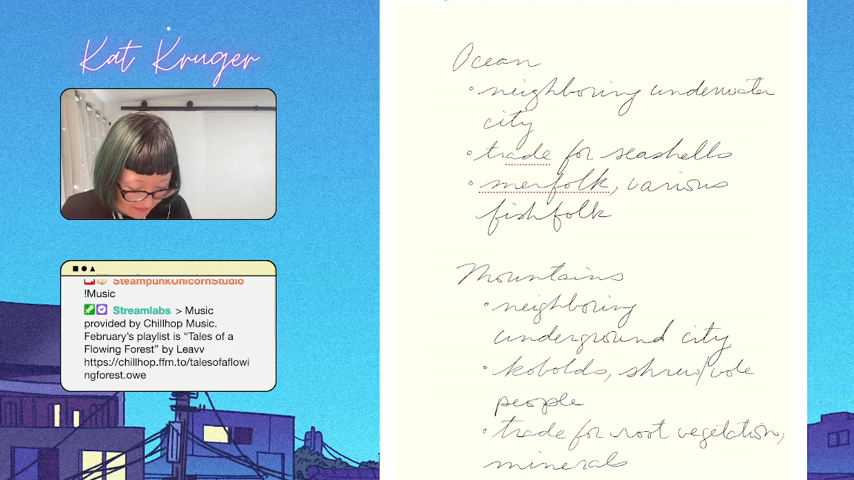 Kat Kruger
SteampunkUnicornStudio
!Music
Streamlabs > Music
provided by Chillhop Music.
February's playlist is "Tales of a
Flowing Forest" by Leavv
https://chillhop.ffm.to/talesofaflowi
ngforest.owe
Ocean
• neighboring underwater
city
• trade for seashells
• merfolk, various
fishfolk
Mountains
• neighboring
underground city
• kobolds, shrew/vole
people
• trade for root vegetation,
minerals